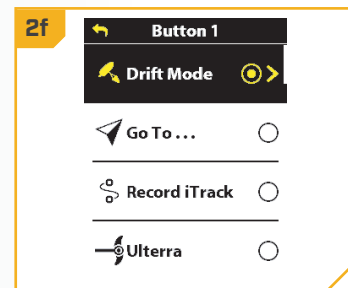 2f
Button 1
Drift Mode
Go To ...
Record iTrack
Ulterra